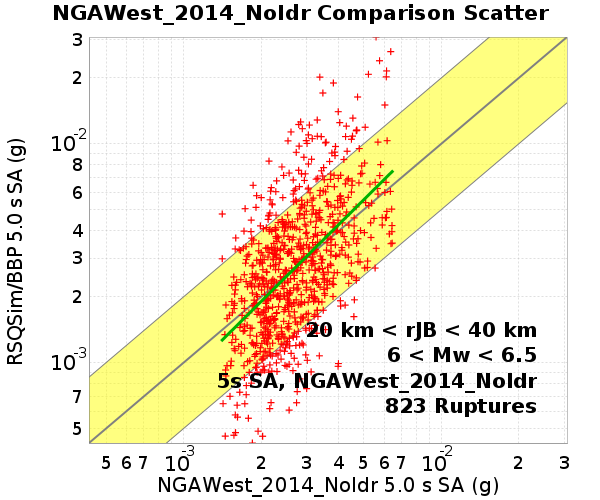 NGAWest_2014_NoIdr Comparison Scatter
RSQSim/BBP 5.0 s SA (g)
3
2
10-2
8
6
4
3
2
10-3
7
5
20 km < rJB < 40 km
6 < Mw < 6.5
5s SA, NGAWest_2014_NoIdr
823 Ruptures
5 6 7 10-3 2 3 4 5 6 7 10-2 2 3
NGAWest_2014_NoIdr 5.0 s SA (g)